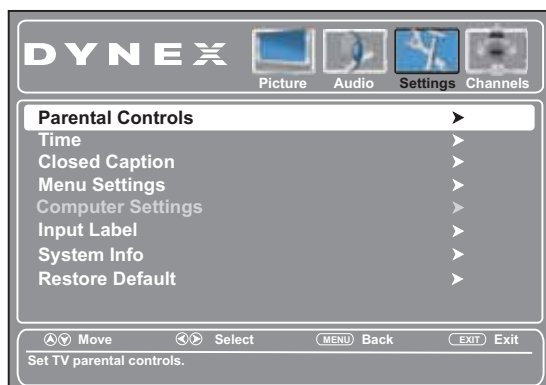 DYNEX
Picture Audio Settings Channels
Parental Controls
Time
Closed Caption
Menu Settings
Computer Settings
Input Label
System Info
Restore Default
Move Select MENU Back EXIT Exit
Set TV parental controls.